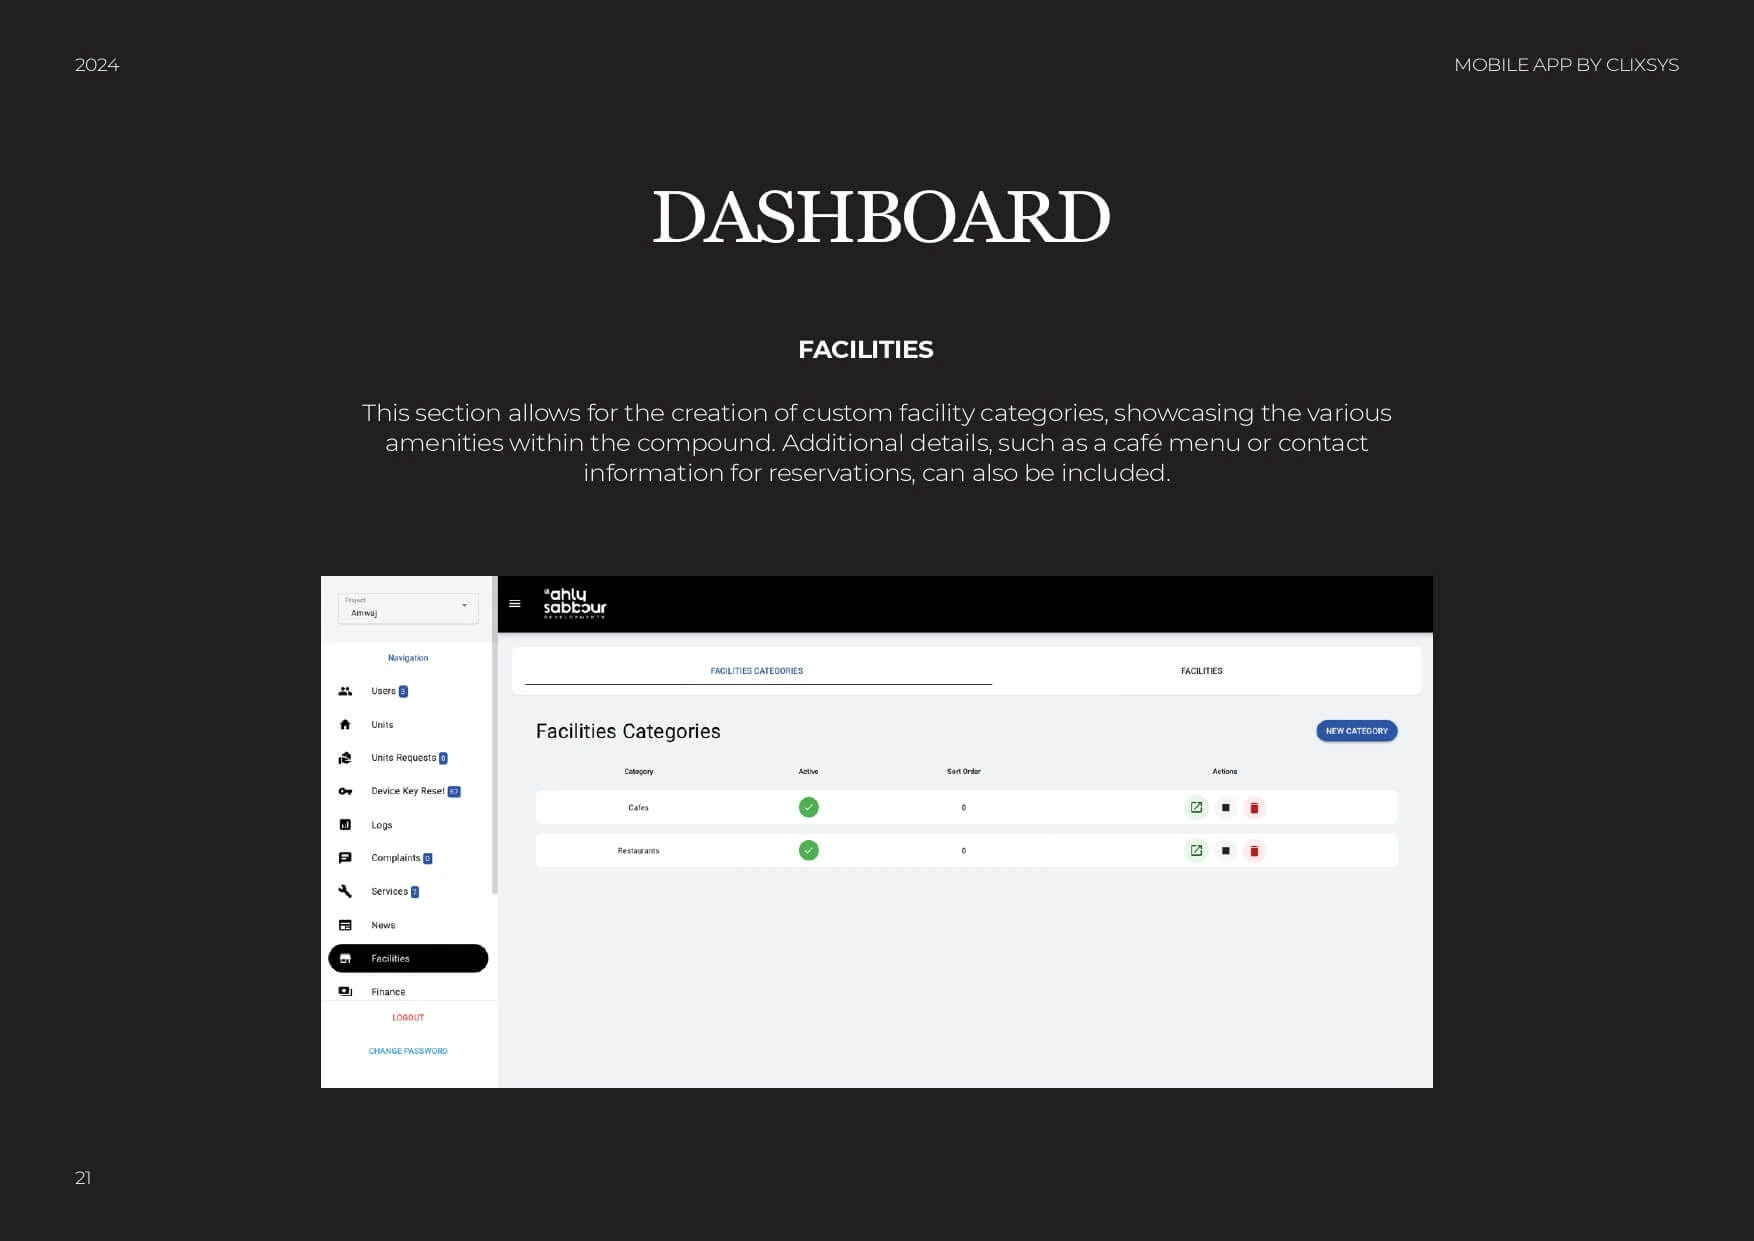 2024
MOBILE APP BY CLIXSYS
DASHBOARD
FACILITIES
This section allows for the creation of custom facility categories, showcasing the various
amenities within the compound. Additional details, such as a café menu or contact
information for reservations, can also be included.
Project
Amwaj
Navigation
Users 3
Units
Units Requests 0
Device Key Reset
Logs
Complaints 0
Services
News
Facilities
Finance
LOGOUT
CHANGE PASSWORD
ahly
sabbour
DEVELOPMENTS
FACILITIES CATEGORIES
FACILITIES
Facilities Categories
NEW CATEGORY
Category Active Sort Order Actions
Cafes 0
Restaurants 0
21